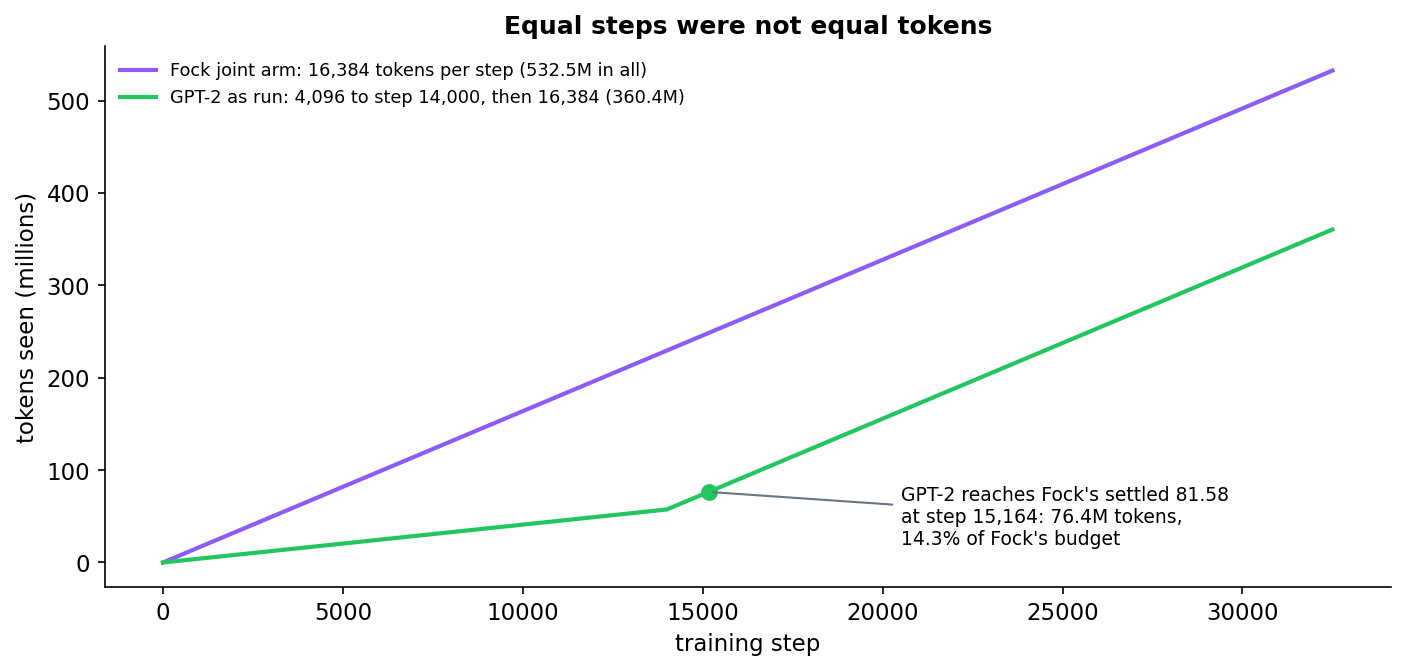 Equal steps were not equal tokens
Fock joint arm: 16,384 tokens per step (532.5M in all)
GPT-2 as run: 4,096 to step 14,000, then 16,384 (360.4M)
tokens seen (millions)
500
400
300
200
100
0
GPT-2 reaches Fock's settled 81.58
at step 15,164: 76.4M tokens,
14.3% of Fock's budget
0
5000
10000
15000
20000
25000
30000
training step